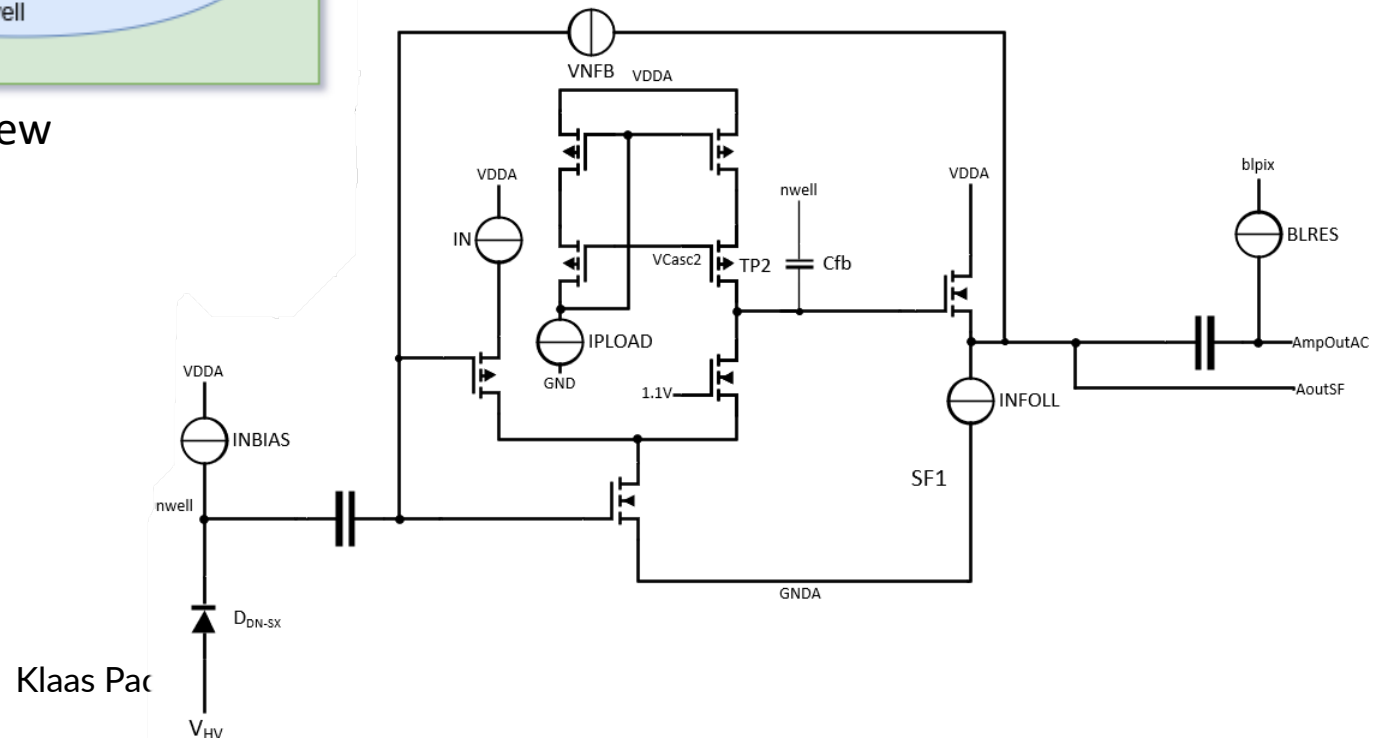 ell
ew
VNFB
VDDA
VDDA
IN
VCasc2
TP2
nwell
Cfb
VDDA
blpix
BLRES
IPLOAD
GND
1.1V
AmpOutAC
AoutSF
INFOLL
SF1
VDDA
INBIAS
nwell
GNDA
DDN-SX
Klaas
VHV